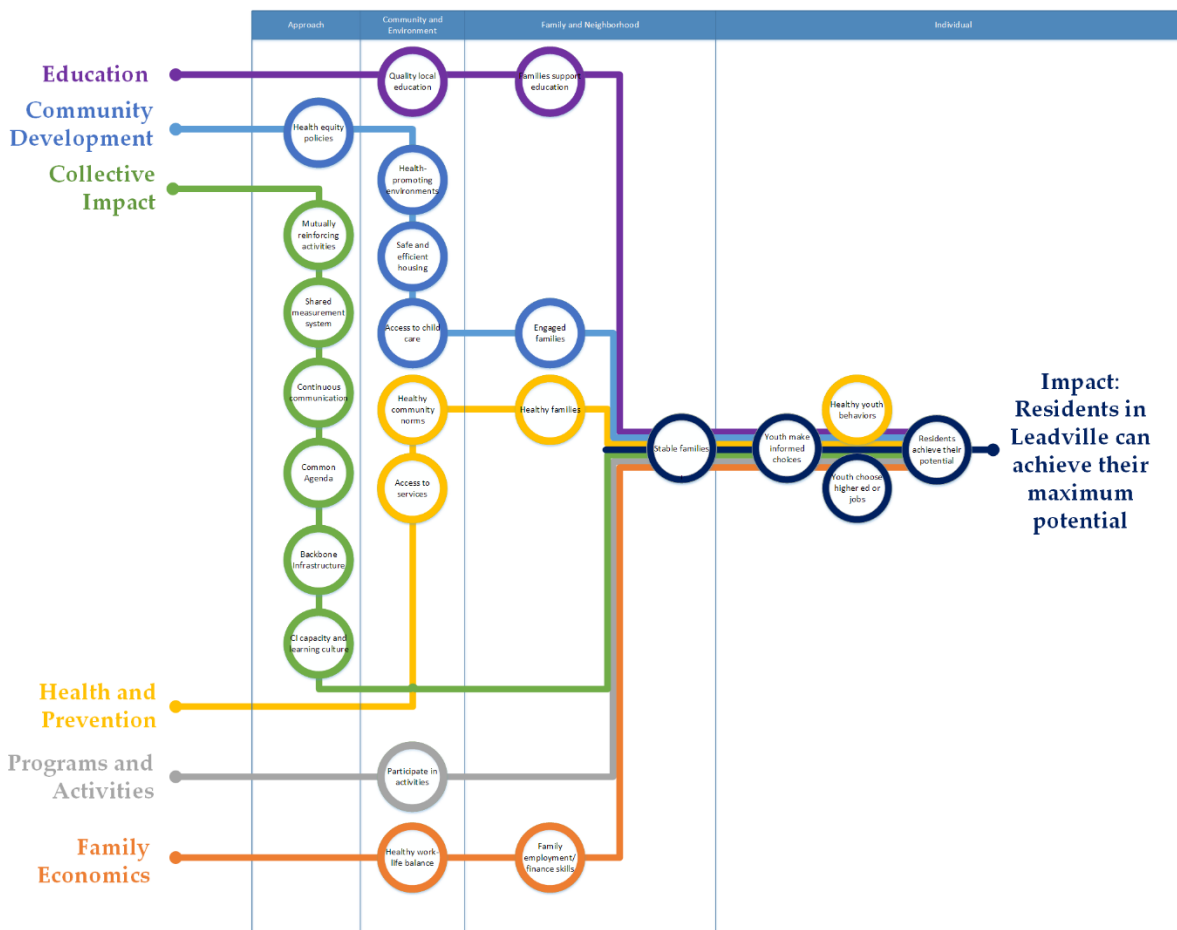 Approach
Community and
Environment
Family and Neighborhood
Individual
Education
Quality local
education
Families support
education
Community
Development
Health equity
policies
Collective
Impact
Health-
promoting
environments
Mutually
reinforcing
activities
Safe and
efficient
housing
Shared
measurement
system
Access to child
care
Engaged
families
Continuous
communication
Healthy
community
norms
Healthy families
Healthy youth
behaviors
Stable families
Youth make
informed
choices
Residents
achieve their
potential
Impact:
Residents in
Leadville can
achieve their
maximum
potential
Common
Agenda
Access to
services
Youth choose
higher ed or
jobs
Backbone
Infrastructure
CI capacity and
learning culture
Health and
Prevention
Programs and
Activities
Participate in
activities
Family
Economics
Healthy work-
life balance
Family
employment/
finance skills